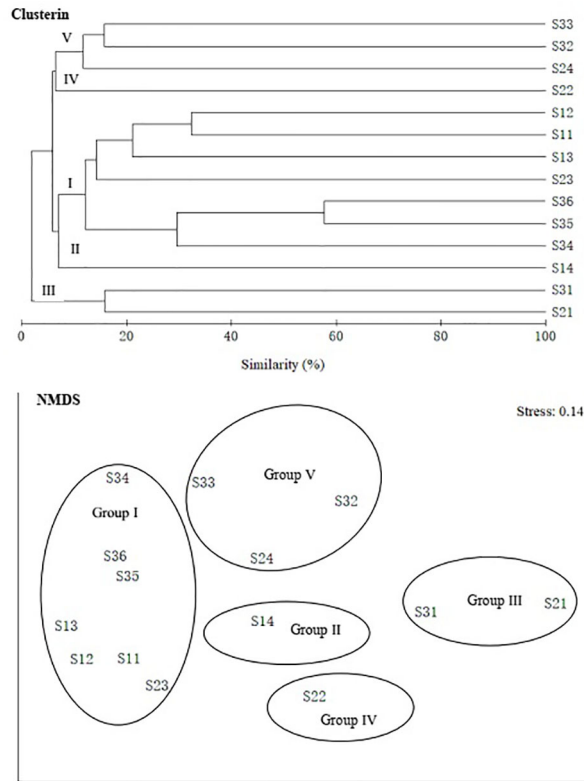 Clusterin
V
S33
S32
S24
IV
S22
S12
S11
S13
I
S23
S36
S35
II
S34
S14
III
S31
S21
0 20 40 60 80 100
Similarity (%)
NMDS
Stress: 0.14
S34
Group I
S33
Group V
S32
S36
S35
S24
S13
S12
S11
S23
S14
Group II
S31
Group III
S21
S22
Group IV